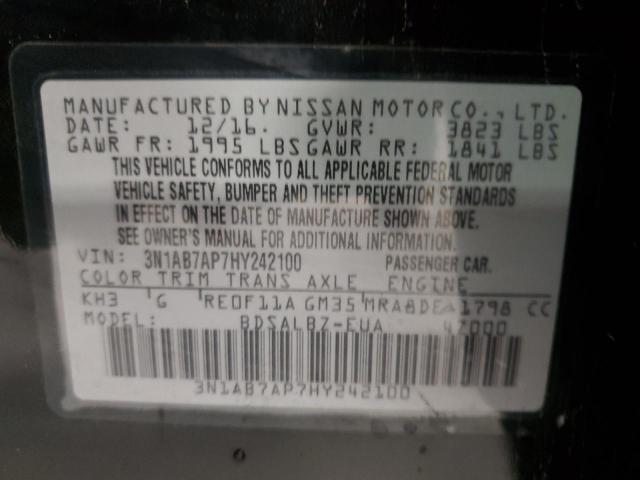 MANUFACTURED BY NISSAN MOTOR CO., LTD.
DATE: 12/16. GVWR: 3823 LBS
GAWR FR: 1995 LBS GAWR RR: 1841 LBS
THIS VEHICLE CONFORMS TO ALL APPLICABLE FEDERAL MOTOR
VEHICLE SAFETY, BUMPER AND THEFT PREVENTION STANDARDS
IN EFFECT ON THE DATE OF MANUFACTURE SHOWN ABOVE.
SEE OWNER'S MANUAL FOR ADDITIONAL INFORMATION.
VIN: 3N1AB7AP7HY242100 PASSENGER CAR.
COLOR TRIM TRANS AXLE ENGINE
KH3 G RE0F11A GM35 MRA8DE 1798 CC
MODEL: BDSALBZ-EUA 47000
3N1AB7AP7HY242100